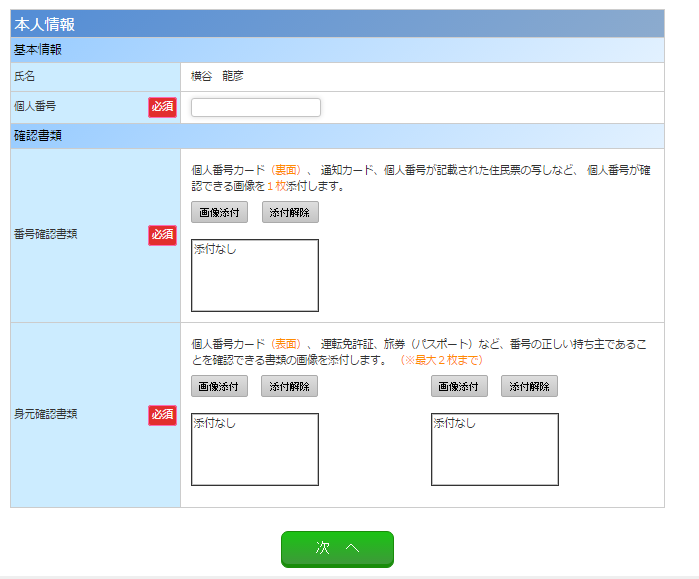 本人情報
基本情報
氏名
横谷　龍彦
個人番号
必須
確認書類
番号確認書類
必須
個人番号カード（裏面）、通知カード、個人番号が記載された住民票の写しなど、個人番号が確
認できる画像を１枚添付します。
画像添付
添付解除
添付なし
身元確認書類
必須
個人番号カード（表面）、運転免許証、旅券（パスポート）など、番号の正しい持ち主であるこ
とを確認できる書類の画像を添付します。（※最大２枚まで）
画像添付
添付解除
画像添付
添付解除
添付なし
添付なし
次　へ